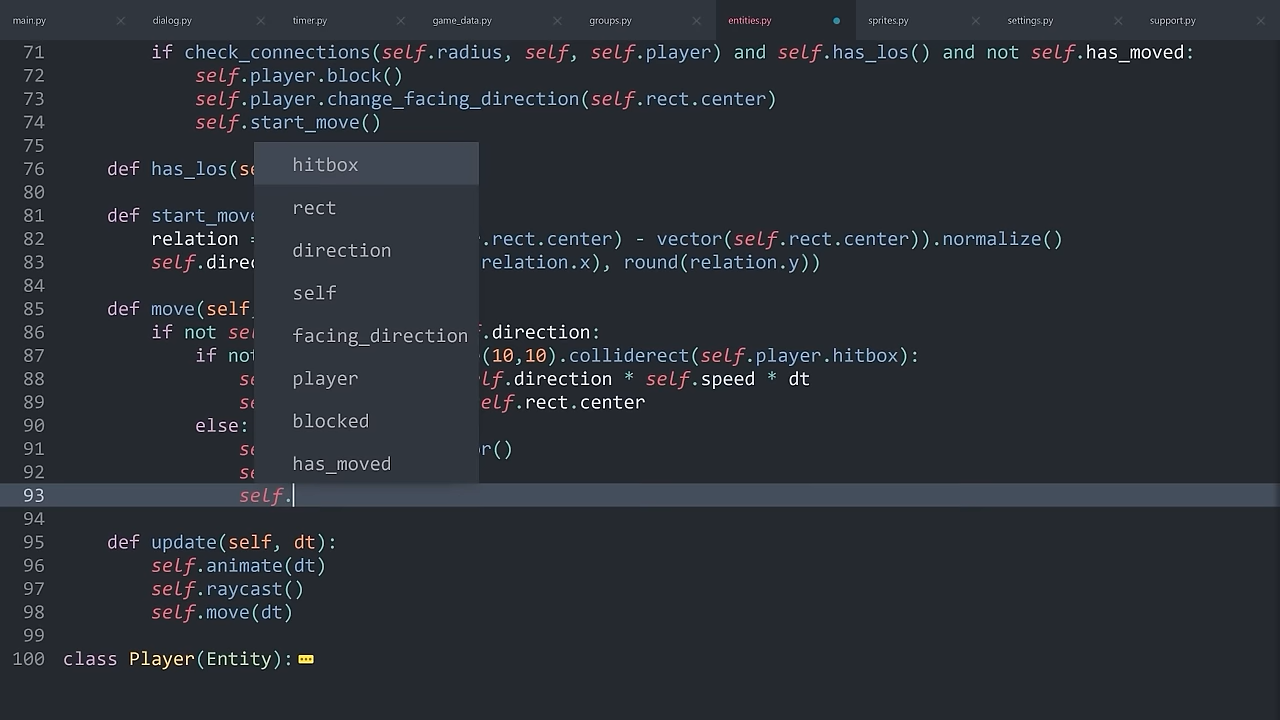 main.py dialog.py timer.py game_data.py groups.py entities.py sprites.py settings.py support.py
71 if check_connections(self.radius, self, self.player) and self.has_los() and not self.has_moved:
72 self.player.block()
73 self.player.change_facing_direction(self.rect.center)
74 self.start_move()
75
76 def has_los(se
80
81 def start_move
82 relation = .rect.center) - vector(self.rect.center)).normalize()
83 self.direc relation.x), round(relation.y))
84
85 def move(self,
86 if not sel f.direction:
87 if not (10,10).colliderect(self.player.hitbox):
88 se lf.direction * self.speed * dt
89 se elf.rect.center
90 else:
91 se or()
92 se
93 self.
94
95 def update(self, dt):
96 self.animate(dt)
97 self.raycast()
98 self.move(dt)
99
100 class Player(Entity):
hitbox
rect
direction
self
facing_direction
player
blocked
has_moved